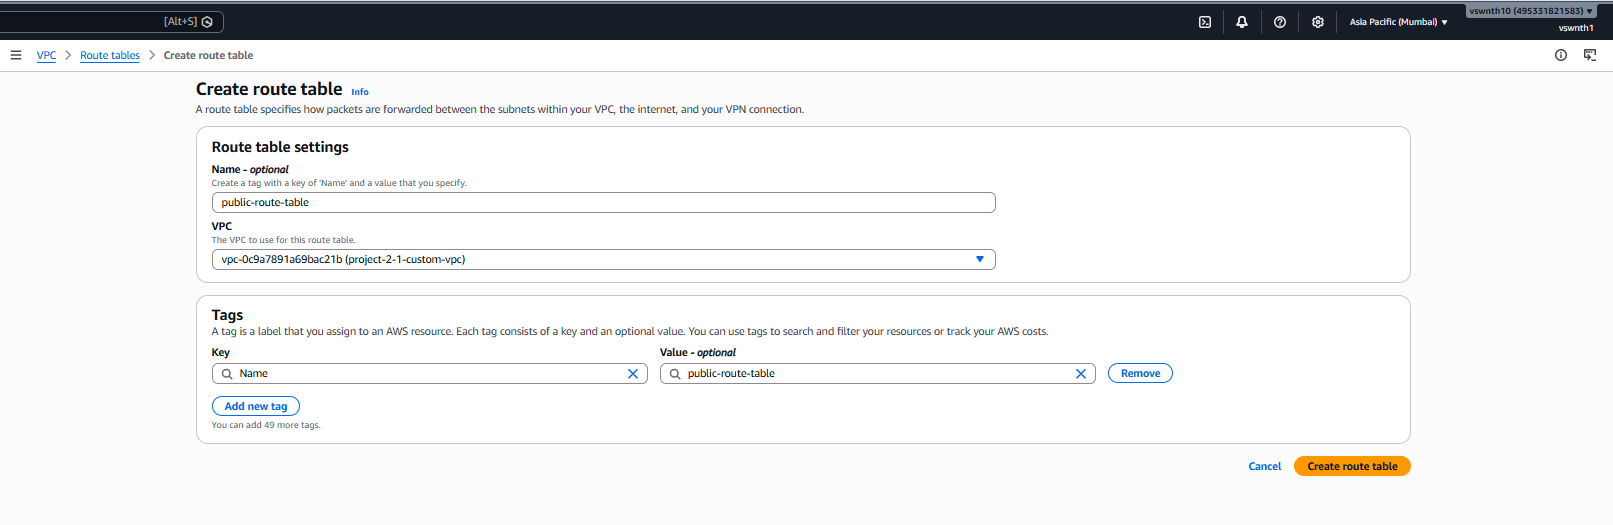 [Alt+S]
Asia Pacific (Mumbai)
vswnth10 (495331821583)
vswnth1
VPC > Route tables > Create route table
Create route table Info
A route table specifies how packets are forwarded between the subnets within your VPC, the internet, and your VPN connection.
Route table settings
Name - optional
Create a tag with a key of 'Name' and a value that you specify.
public-route-table
VPC
The VPC to use for this route table.
vpc-0c9a7891a69bac21b (project-2-1-custom-vpc)
Tags
A tag is a label that you assign to an AWS resource. Each tag consists of a key and an optional value. You can use tags to search and filter your resources or track your AWS costs.
Key Value - optional
Name public-route-table Remove
Add new tag
You can add 49 more tags.
Cancel Create route table